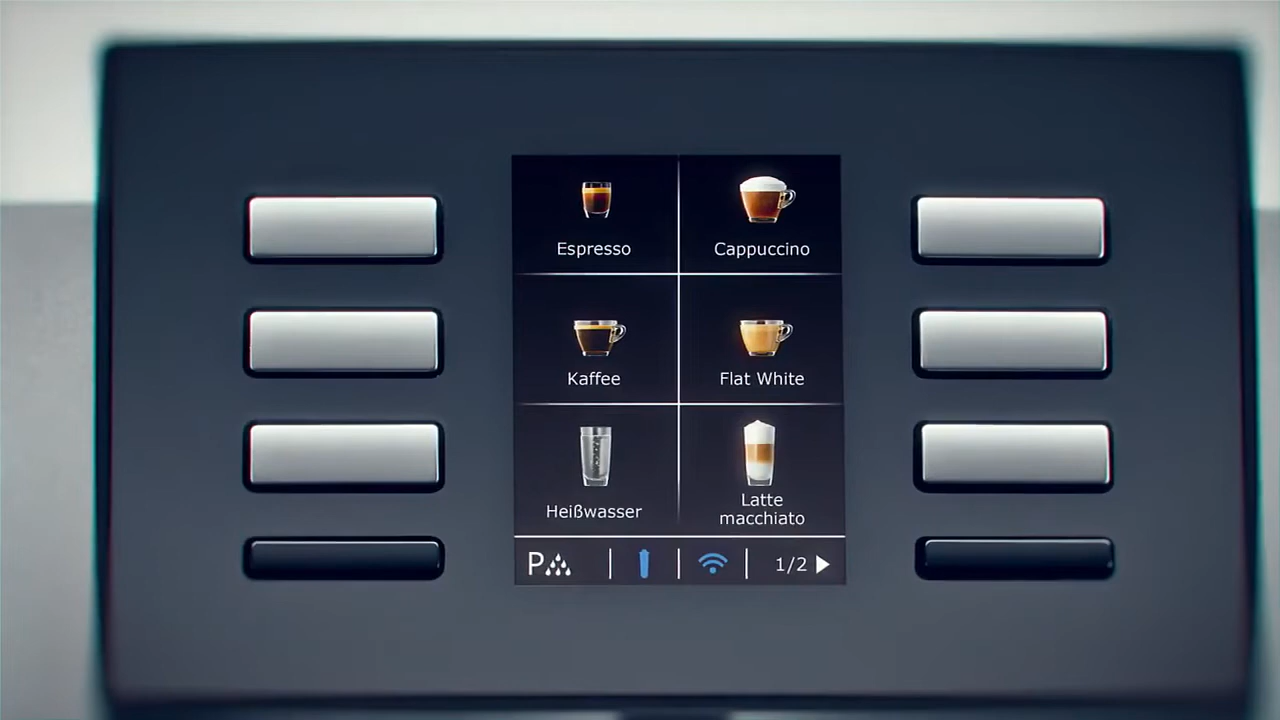 Espresso
Cappuccino
Kaffee
Flat White
Heißwasser
Latte
macchiato
P
1/2